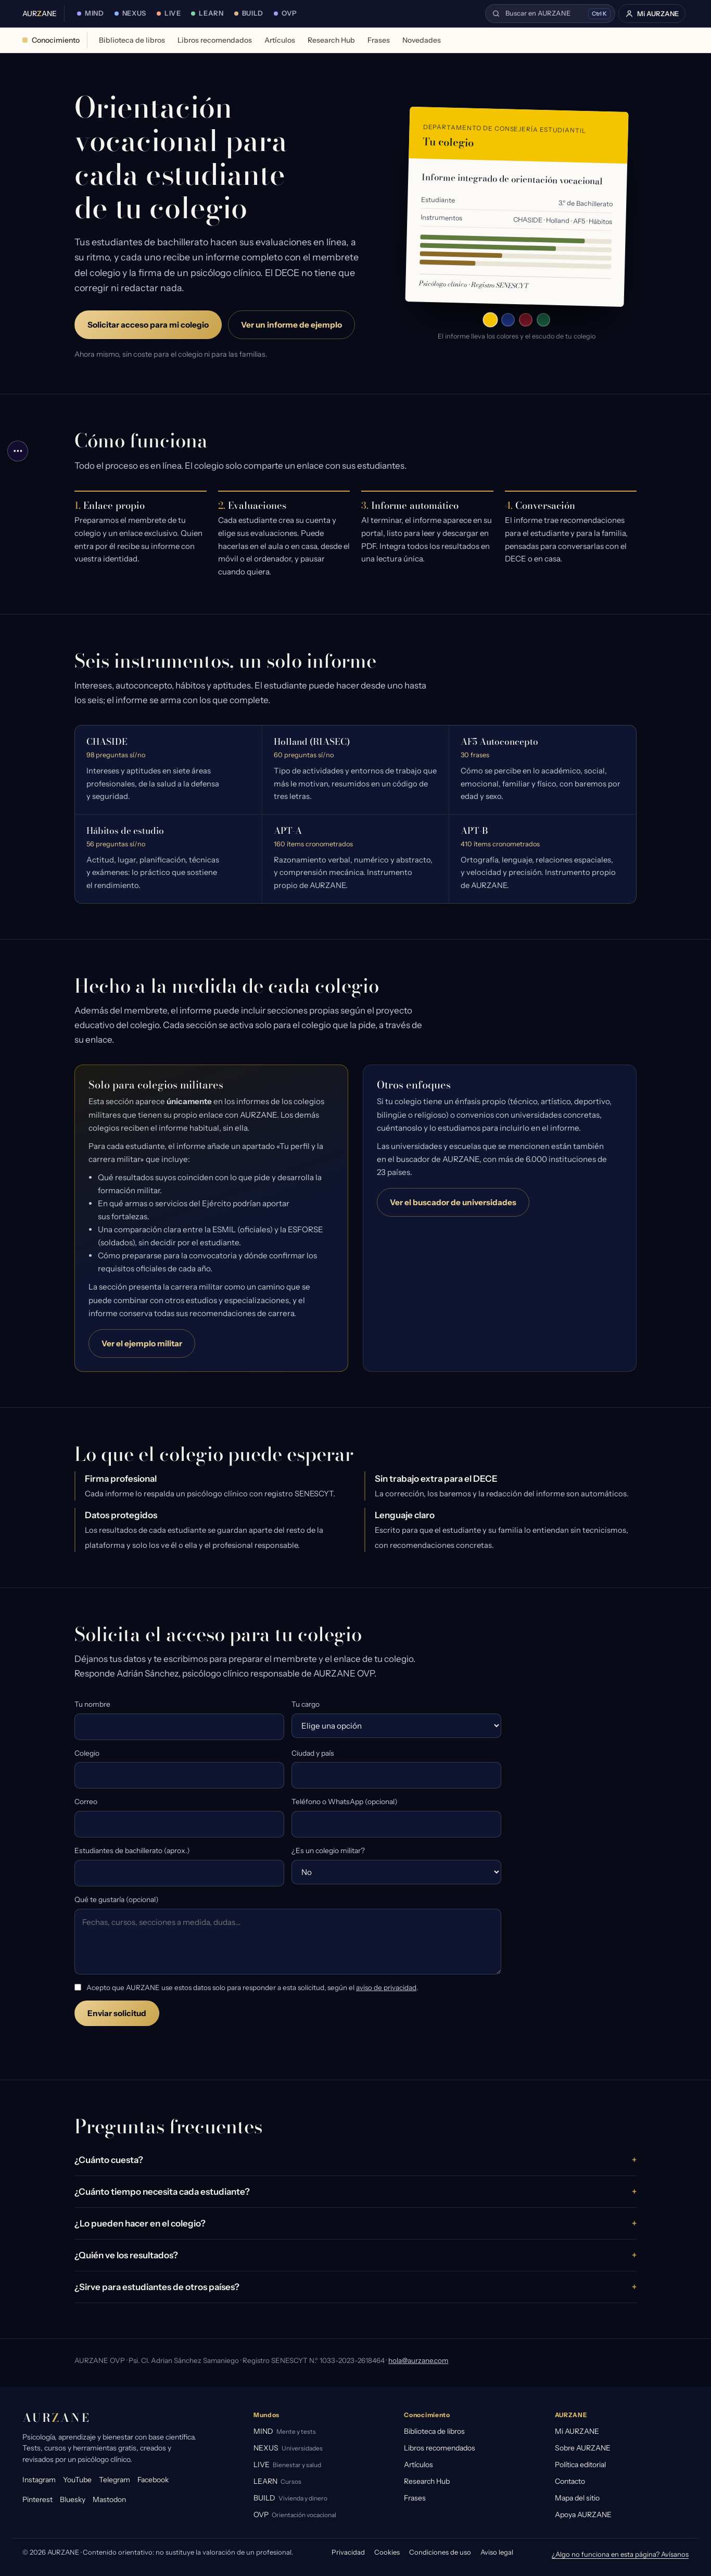 AURZANE
MIND NEXUS LIVE LEARN BUILD OVP
Buscar en AURZANE Ctrl K
Mi AURZANE
Conocimiento Biblioteca de libros Libros recomendados Artículos Research Hub Frases Novedades
Orientación
vocacional para
cada estudiante
de tu colegio
Tus estudiantes de bachillerato hacen sus evaluaciones en línea, a
su ritmo, y cada uno recibe un informe completo con el membrete
del colegio y la firma de un psicólogo clínico. El DECE no tiene que
corregir ni redactar nada.
Solicitar acceso para mi colegio
Ver un informe de ejemplo
Ahora mismo, sin coste para el colegio ni para las familias.
DEPARTAMENTO DE CONSEJERÍA ESTUDIANTIL
Tu colegio
Informe integrado de orientación vocacional
Estudiante 3.º de Bachillerato
Instrumentos CHASIDE · Holland · AF5 · Hábitos
Psicólogo clínico · Registro SENESCYT
El informe lleva los colores y el escudo de tu colegio
Cómo funciona
Todo el proceso es en línea. El colegio solo comparte un enlace con sus estudiantes.
1. Enlace propio
Preparamos el membrete de tu
colegio y un enlace exclusivo. Quien
entra por él recibe su informe con
vuestra identidad.
2. Evaluaciones
Cada estudiante crea su cuenta y
elige sus evaluaciones. Puede
hacerlas en el aula o en casa, desde el
móvil o el ordenador, y pausar
cuando quiera.
3. Informe automático
Al terminar, el informe aparece en su
portal, listo para leer y descargar en
PDF. Integra todos los resultados en
una lectura única.
4. Conversación
El informe trae recomendaciones
para el estudiante y para la familia,
pensadas para conversarlas con el
DECE o en casa.
Seis instrumentos, un solo informe
Intereses, autoconcepto, hábitos y aptitudes. El estudiante puede hacer desde uno hasta
los seis; el informe se arma con los que complete.
CHASIDE
98 preguntas sí/no
Intereses y aptitudes en siete áreas
profesionales, de la salud a la defensa
y seguridad.
Holland (RIASEC)
60 preguntas sí/no
Tipo de actividades y entornos de trabajo que
más le motivan, resumidos en un código de
tres letras.
AF5 Autoconcepto
30 frases
Cómo se percibe en lo académico, social,
emocional, familiar y físico, con baremos por
edad y sexo.
Hábitos de estudio
56 preguntas sí/no
Actitud, lugar, planificación, técnicas
y exámenes: lo práctico que sostiene
el rendimiento.
APT-A
160 ítems cronometrados
Razonamiento verbal, numérico y abstracto,
y comprensión mecánica. Instrumento
propio de AURZANE.
APT-B
410 ítems cronometrados
Ortografía, lenguaje, relaciones espaciales,
y velocidad y precisión. Instrumento propio
de AURZANE.
Hecho a la medida de cada colegio
Además del membrete, el informe puede incluir secciones propias según el proyecto
educativo del colegio. Cada sección se activa solo para el colegio que la pide, a través de
su enlace.
Solo para colegios militares
Esta sección aparece únicamente en los informes de los colegios
militares que tienen su propio enlace con AURZANE. Los demás
colegios reciben el informe habitual, sin ella.
Para cada estudiante, el informe añade un apartado «Tu perfil y la
carrera militar» que incluye:
• Qué resultados suyos coinciden con lo que pide y desarrolla la
formación militar.
• En qué armas o servicios del Ejército podrían aportar
sus fortalezas.
• Una comparación clara entre la ESMIL (oficiales) y la ESFORSE
(soldados), sin decidir por el estudiante.
• Cómo prepararse para la convocatoria y dónde confirmar los
requisitos oficiales de cada año.
La sección presenta la carrera militar como un camino que se
puede combinar con otros estudios y especializaciones, y el
informe conserva todas sus recomendaciones de carrera.
Ver el ejemplo militar
Otros enfoques
Si tu colegio tiene un énfasis propio (técnico, artístico, deportivo,
bilingüe o religioso) o convenios con universidades concretas,
cuéntanoslo y lo estudiamos para incluirlo en el informe.
Las universidades y escuelas que se mencionen están también
en el buscador de AURZANE, con más de 6.000 instituciones de
23 países.
Ver el buscador de universidades
Lo que el colegio puede esperar
Firma profesional
Cada informe lo respalda un psicólogo clínico con registro SENESCYT.
Sin trabajo extra para el DECE
La corrección, los baremos y la redacción del informe son automáticos.
Datos protegidos
Los resultados de cada estudiante se guardan aparte del resto de la
plataforma y solo los ve él o ella y el profesional responsable.
Lenguaje claro
Escrito para que el estudiante y su familia lo entiendan sin tecnicismos,
con recomendaciones concretas.
Solicita el acceso para tu colegio
Déjanos tus datos y te escribimos para preparar el membrete y el enlace de tu colegio.
Responde Adrián Sánchez, psicólogo clínico responsable de AURZANE OVP.
Tu nombre
Tu cargo
Elige una opción
Colegio
Ciudad y país
Correo
Teléfono o WhatsApp (opcional)
Estudiantes de bachillerato (aprox.)
¿Es un colegio militar?
No
Qué te gustaría (opcional)
Fechas, cursos, secciones a medida, dudas…
Acepto que AURZANE use estos datos solo para responder a esta solicitud, según el aviso de privacidad.
Enviar solicitud
Preguntas frecuentes
¿Cuánto cuesta? +
¿Cuánto tiempo necesita cada estudiante? +
¿Lo pueden hacer en el colegio? +
¿Quién ve los resultados? +
¿Sirve para estudiantes de otros países? +
AURZANE OVP · Psi. Cl. Adrian Sánchez Samaniego · Registro SENESCYT N.º 1033-2023-2618464 · hola@aurzane.com
AURZANE
Psicología, aprendizaje y bienestar con base científica.
Tests, cursos y herramientas gratis, creados y
revisados por un psicólogo clínico.
Instagram YouTube Telegram Facebook
Pinterest Bluesky Mastodon
Mundos
MIND Mente y tests
NEXUS Universidades
LIVE Bienestar y salud
LEARN Cursos
BUILD Vivienda y dinero
OVP Orientación vocacional
Conocimiento
Biblioteca de libros
Libros recomendados
Artículos
Research Hub
Frases
AURZANE
Mi AURZANE
Sobre AURZANE
Política editorial
Contacto
Mapa del sitio
Apoya AURZANE
© 2026 AURZANE · Contenido orientativo: no sustituye la valoración de un profesional.
Privacidad Cookies Condiciones de uso Aviso legal
¿Algo no funciona en esta página? Avísanos